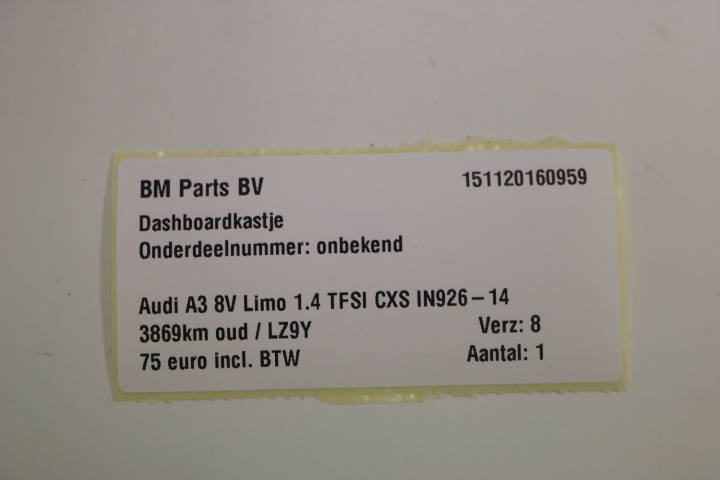 BM Parts BV 151120160959
Dashboardkastje
Onderdeelnummer: onbekend
Audi A3 8V Limo 1.4 TFSI CXS IN926-14
3869km oud / LZ9Y Verz: 8
75 euro incl. BTW Aantal: 1